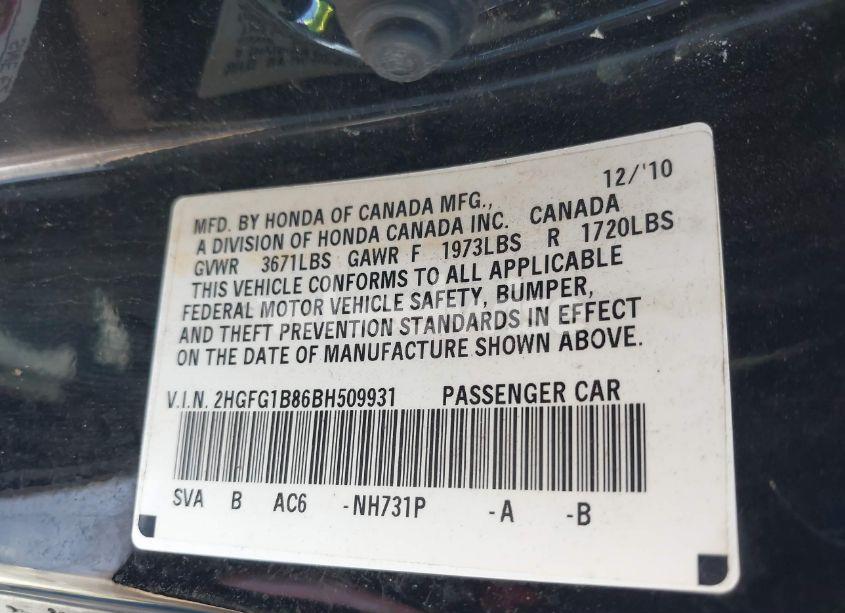 12/'10
MFD. BY HONDA OF CANADA MFG.,
A DIVISION OF HONDA CANADA INC. CANADA
GVWR 3671LBS GAWR F 1973LBS R 1720LBS
THIS VEHICLE CONFORMS TO ALL APPLICABLE
FEDERAL MOTOR VEHICLE SAFETY, BUMPER,
AND THEFT PREVENTION STANDARDS IN EFFECT
ON THE DATE OF MANUFACTURE SHOWN ABOVE.
V.I.N. 2HGFG1B86BH509931 PASSENGER CAR
SVA B AC6 -NH731P -A -B